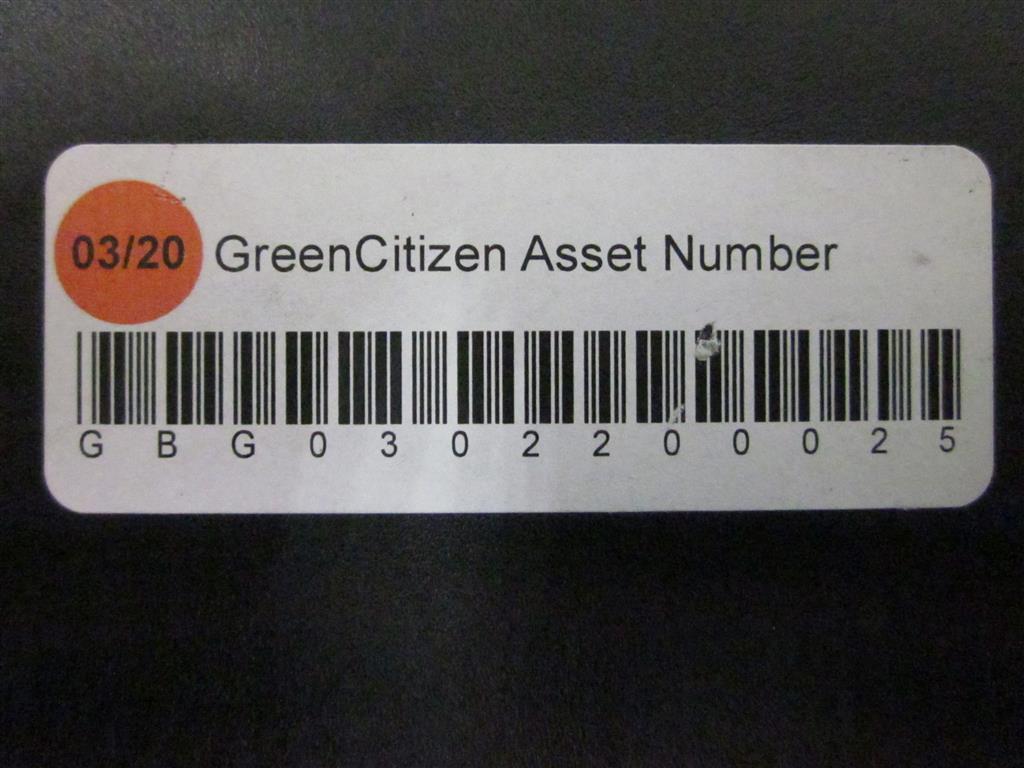 03/20 GreenCitizen Asset Number
G B G 0 3 0 2 2 0 0 0 2 5